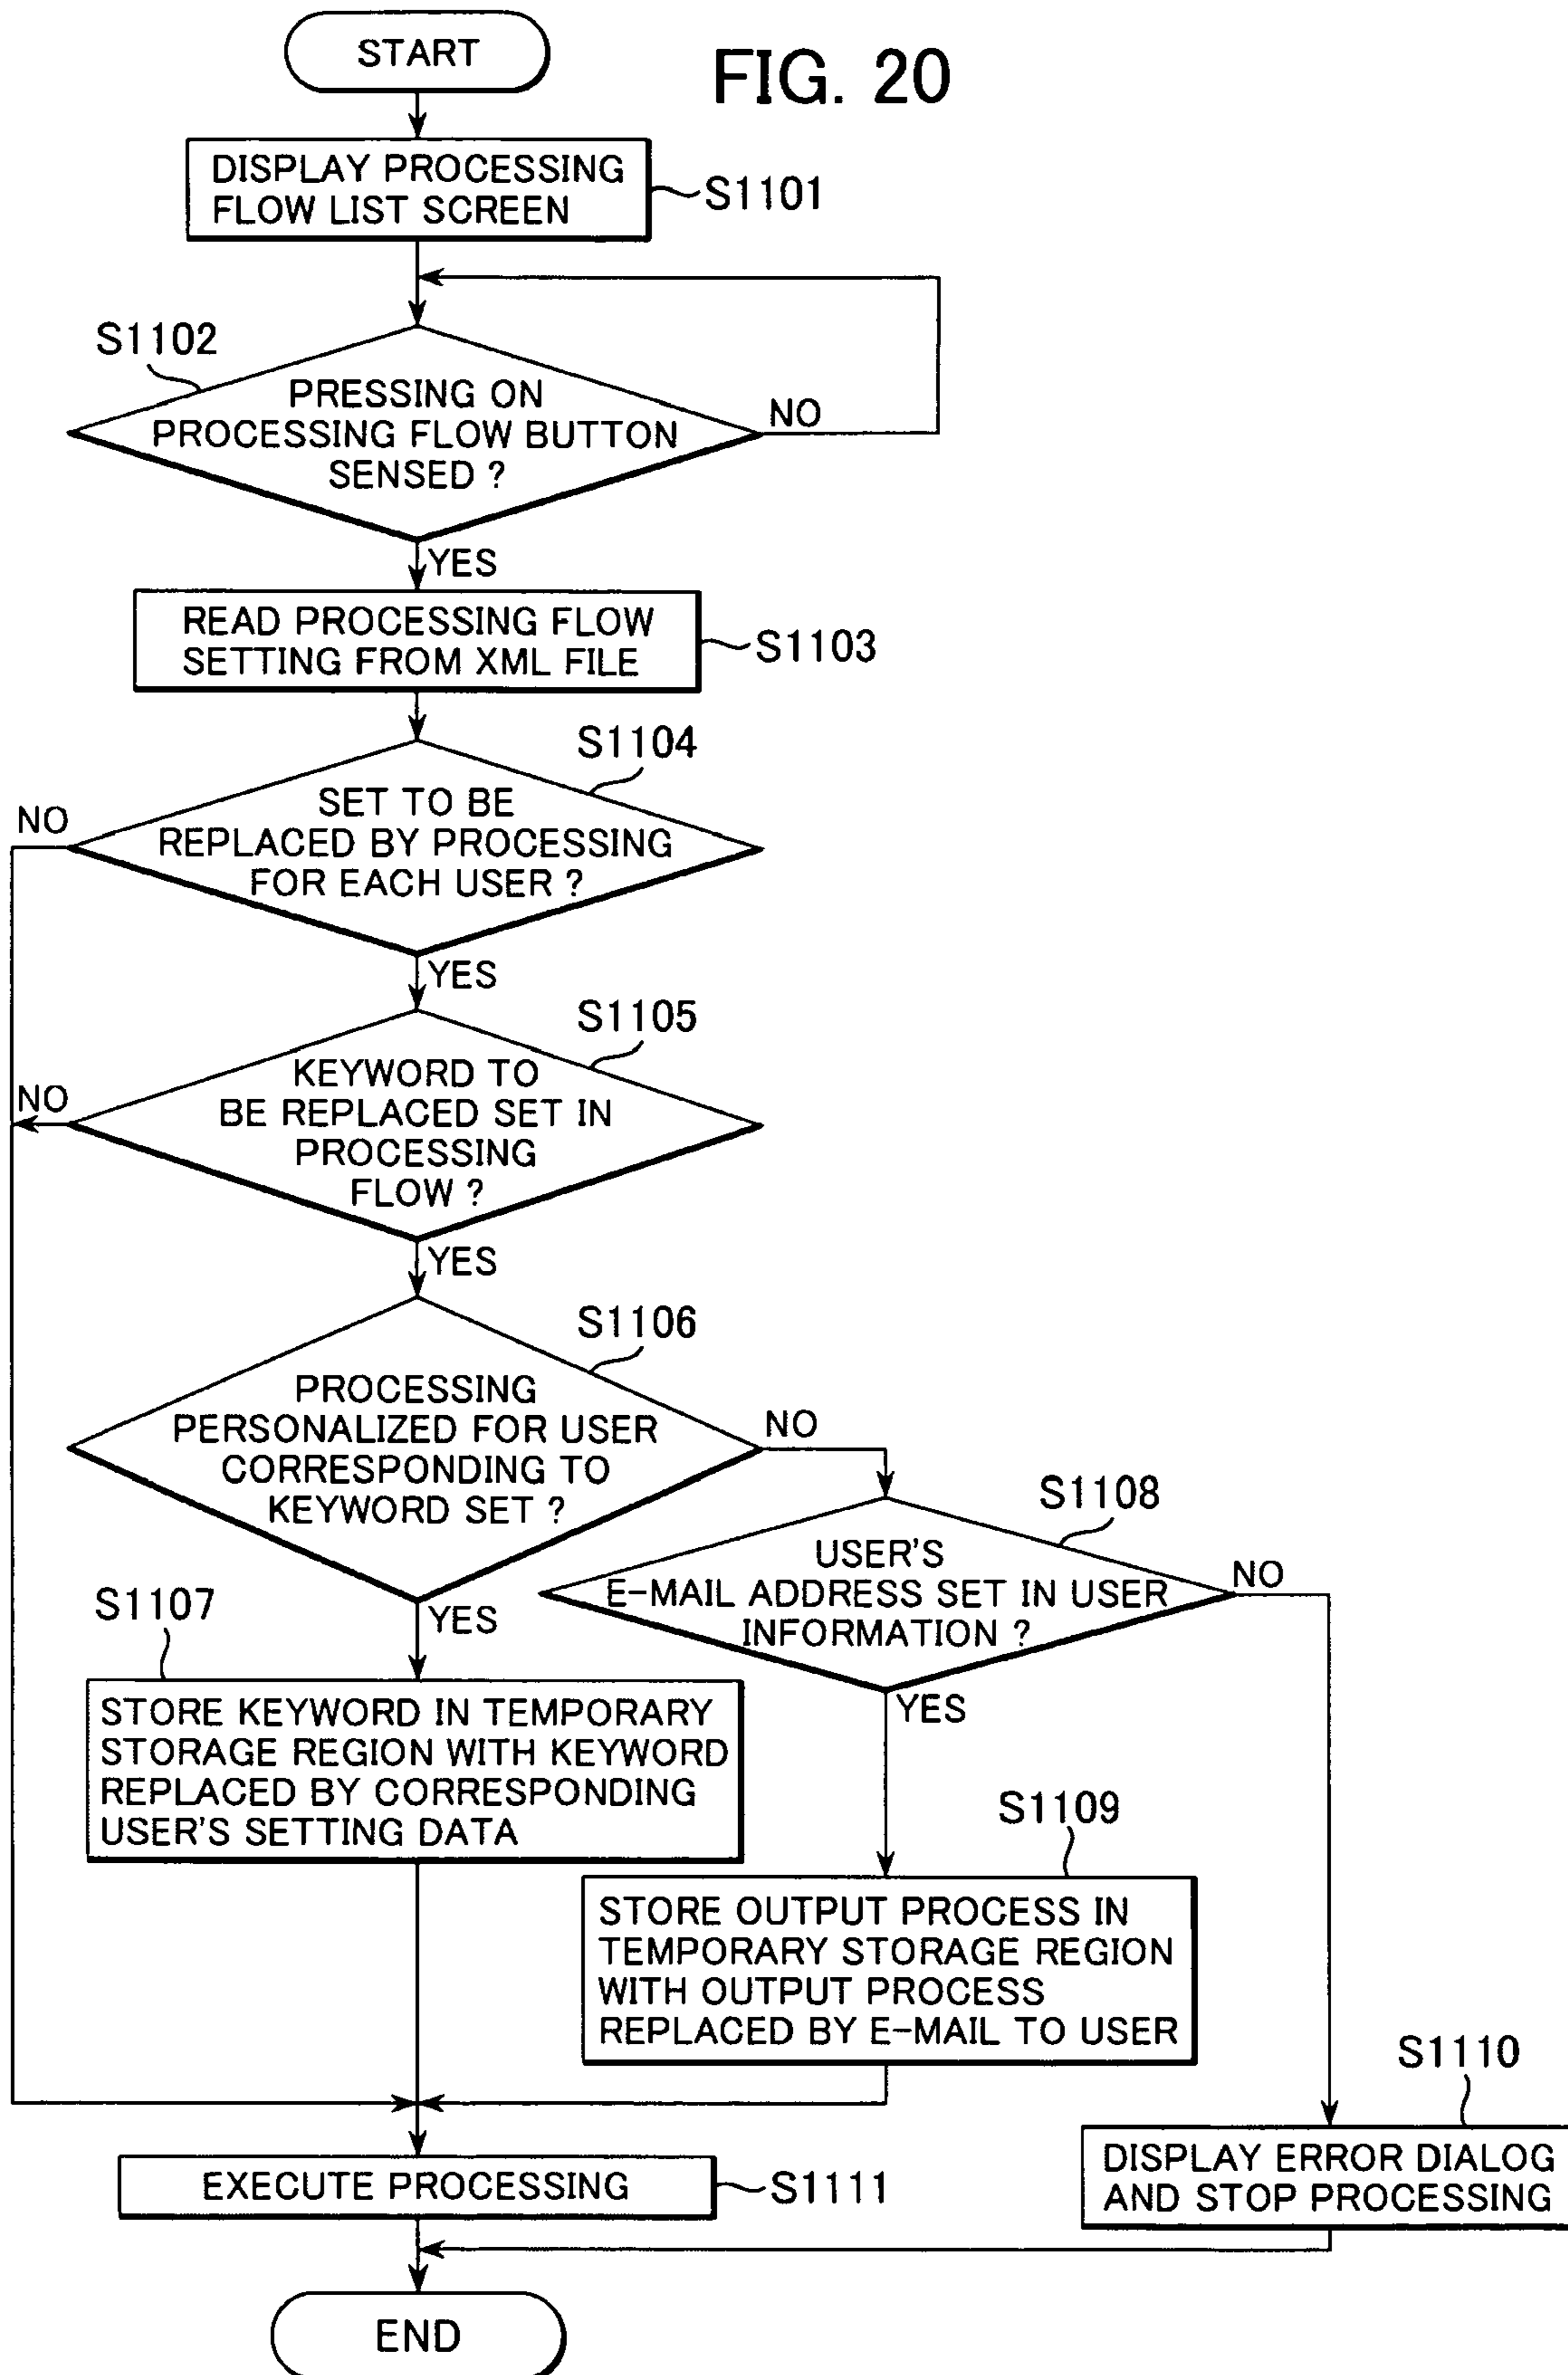 START
FIG. 20
DISPLAY PROCESSING
FLOW LIST SCREEN
S1101
S1102
PRESSING ON
PROCESSING FLOW BUTTON
SENSED ?
NO
YES
READ PROCESSING FLOW
SETTING FROM XML FILE
S1103
S1104
SET TO BE
REPLACED BY PROCESSING
FOR EACH USER ?
NO
YES
S1105
KEYWORD TO
BE REPLACED SET IN
PROCESSING
FLOW ?
NO
YES
S1106
PROCESSING
PERSONALIZED FOR USER
CORRESPONDING TO
KEYWORD SET ?
NO
YES
S1108
USER'S
E-MAIL ADDRESS SET IN USER
INFORMATION ?
NO
YES
S1107
STORE KEYWORD IN TEMPORARY
STORAGE REGION WITH KEYWORD
REPLACED BY CORRESPONDING
USER'S SETTING DATA
S1109
STORE OUTPUT PROCESS IN
TEMPORARY STORAGE REGION
WITH OUTPUT PROCESS
REPLACED BY E-MAIL TO USER
S1110
DISPLAY ERROR DIALOG
AND STOP PROCESSING
EXECUTE PROCESSING
S1111
END